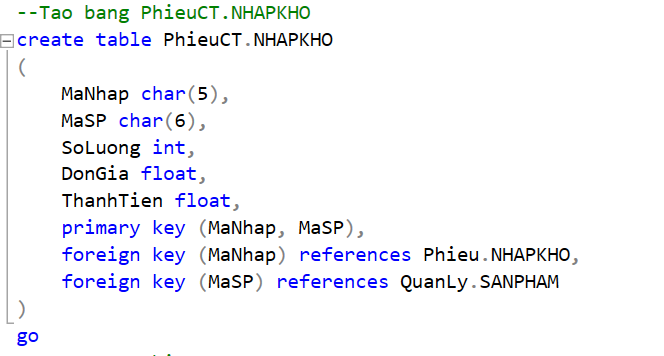 --Tao bang PhieuCT.NHAPKHO
create table PhieuCT.NHAPKHO
(
MaNhap char(5),
MaSP char(6),
SoLuong int,
DonGia float,
ThanhTien float,
primary key (MaNhap, MaSP),
foreign key (MaNhap) references Phieu.NHAPKHO,
foreign key (MaSP) references QuanLy.SANPHAM
)
go